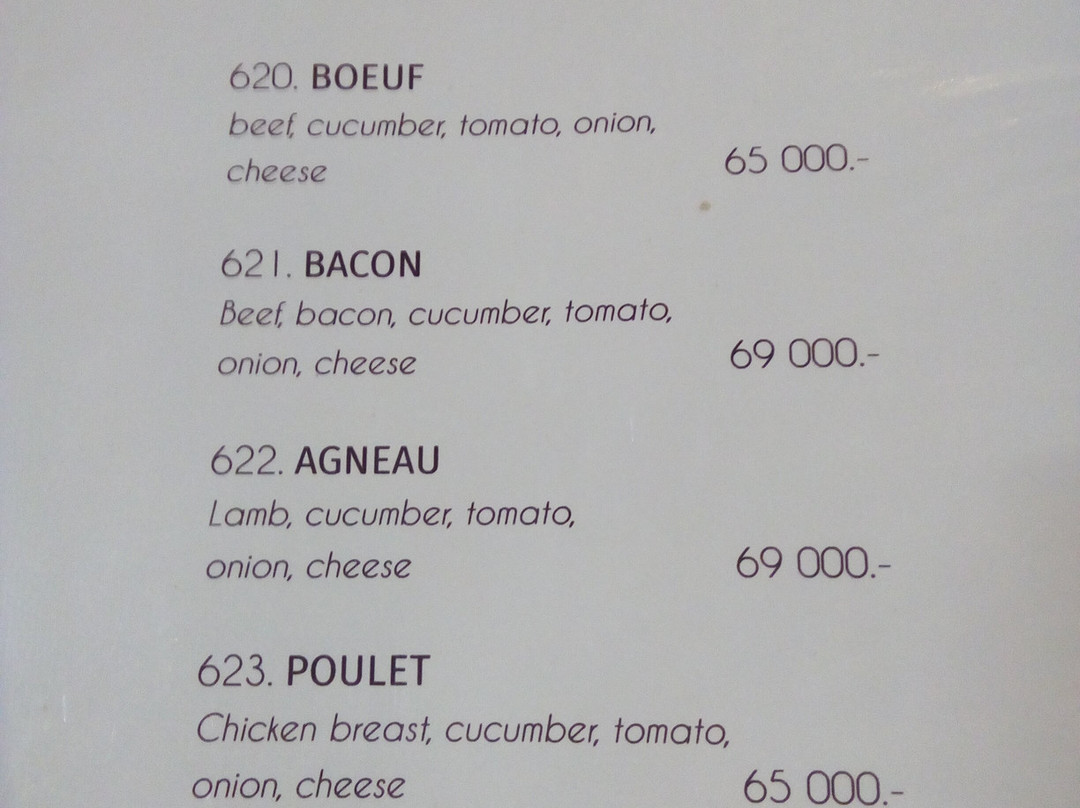 620. BOEUF
beef, cucumber, tomato, onion,
cheese
65 000.-
621. BACON
Beef, bacon, cucumber, tomato,
onion, cheese
69 000.-
622. AGNEAU
Lamb, cucumber, tomato,
onion, cheese
69 000.-
623. POULET
Chicken breast, cucumber, tomato,
onion, cheese
65 000.-